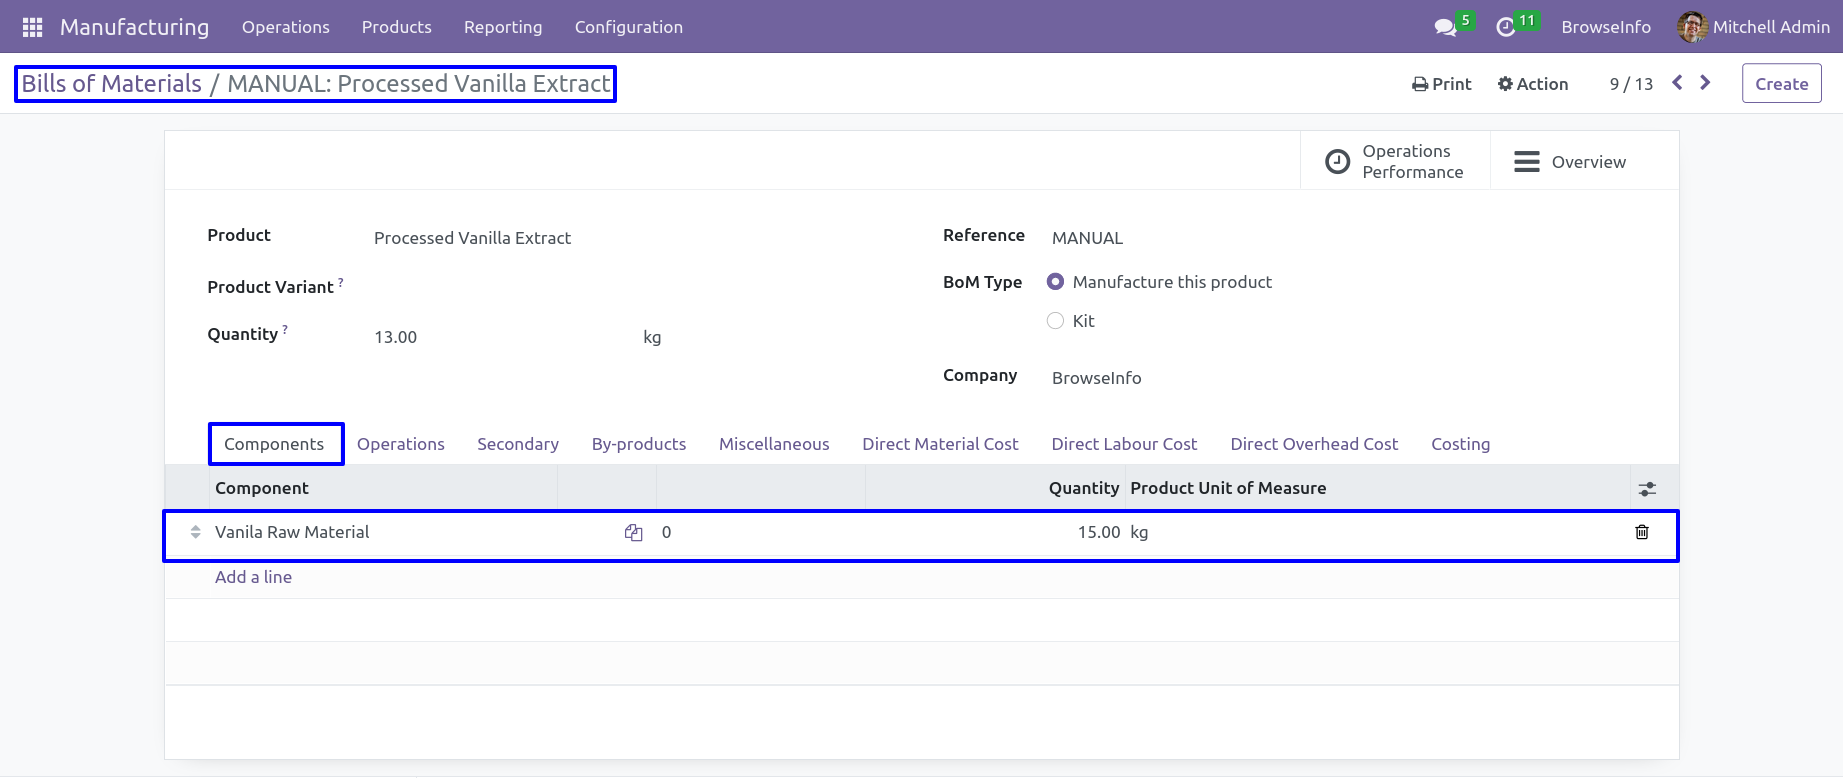 Manufacturing Operations Products Reporting Configuration 5 11 BrowseInfo Mitchell Admin
Bills of Materials / MANUAL: Processed Vanilla Extract Print Action 9 / 13 Create
Operations
Performance
Overview
Product Processed Vanilla Extract Reference MANUAL
Product Variant ? BoM Type Manufacture this product
Kit
Quantity ? 13.00 kg
Company BrowseInfo
Components Operations Secondary By-products Miscellaneous Direct Material Cost Direct Labour Cost Direct Overhead Cost Costing
Component Quantity Product Unit of Measure
Vanila Raw Material 0 15.00 kg
Add a line